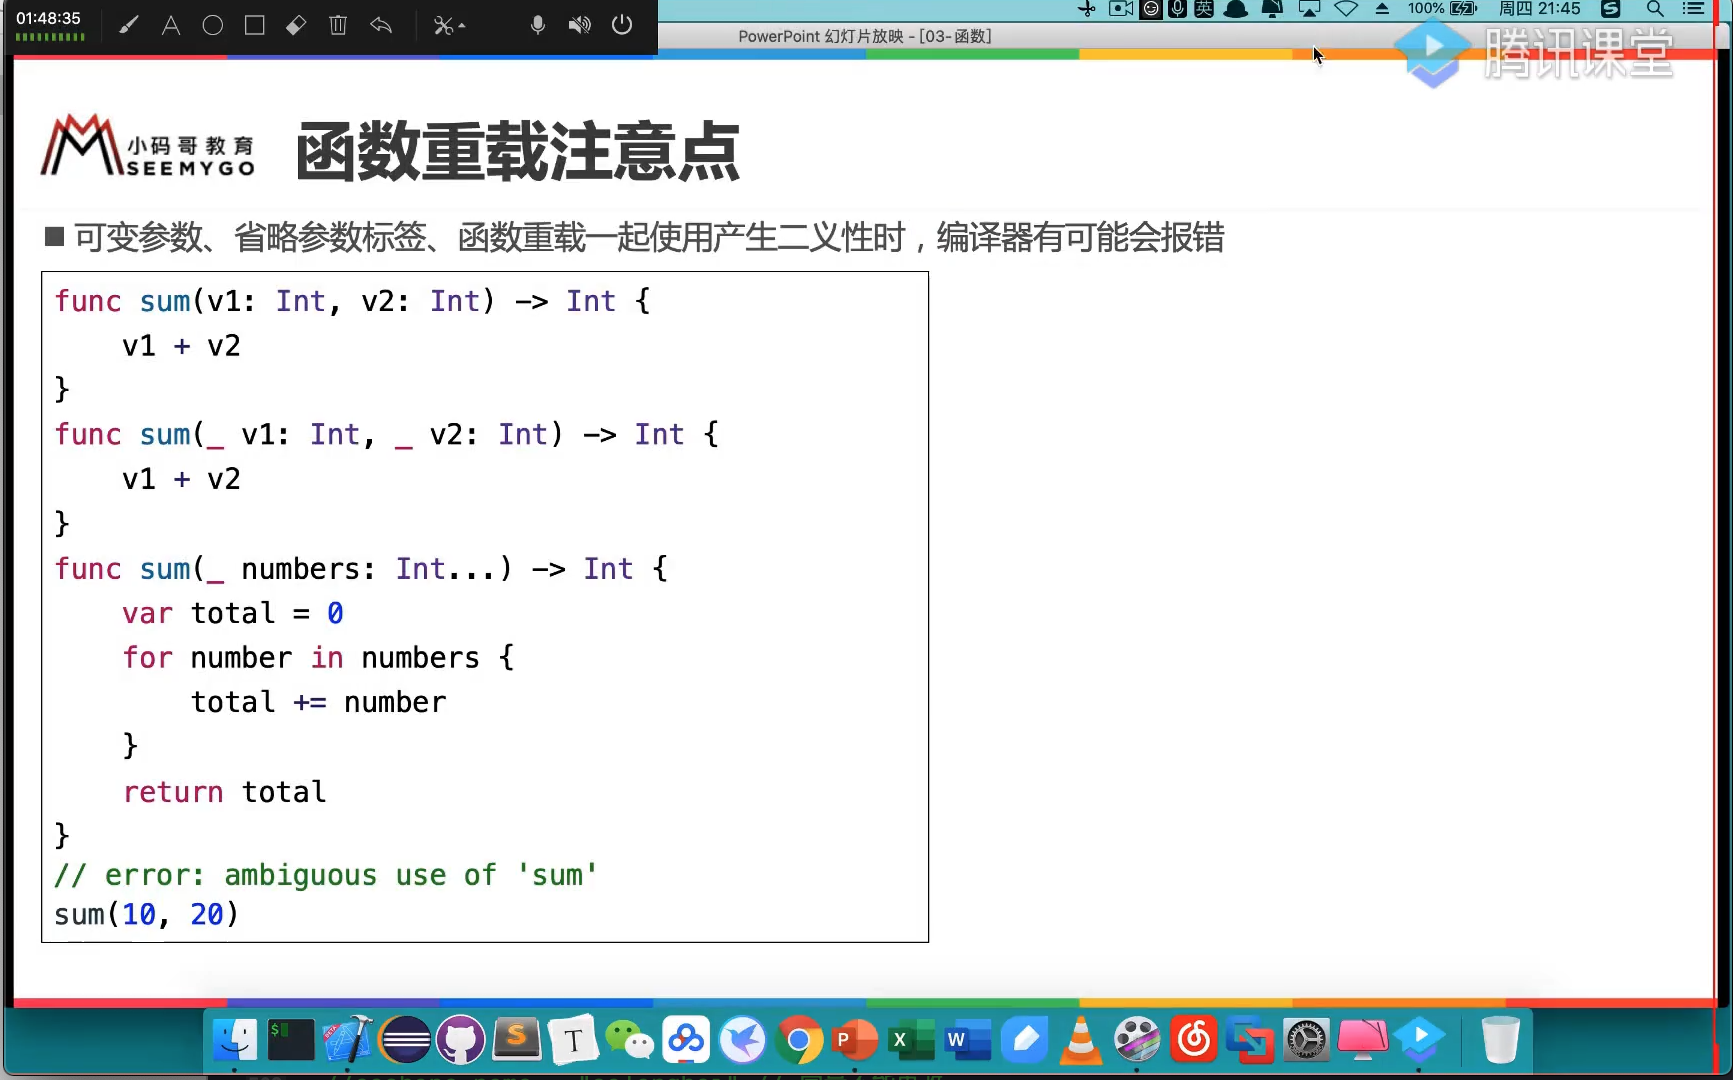 01:48:35
100%
周四 21:45
英
PowerPoint 幻灯片放映 - [03-函数]
腾讯课堂
小码哥教育
SEEMYGO
函数重载注意点
■ 可变参数、省略参数标签、函数重载一起使用产生二义性时，编译器有可能会报错
func sum(v1: Int, v2: Int) -> Int {
    v1 + v2
}
func sum(_ v1: Int, _ v2: Int) -> Int {
    v1 + v2
}
func sum(_ numbers: Int...) -> Int {
    var total = 0
    for number in numbers {
        total += number
    }
    return total
}
// error: ambiguous use of 'sum'
sum(10, 20)